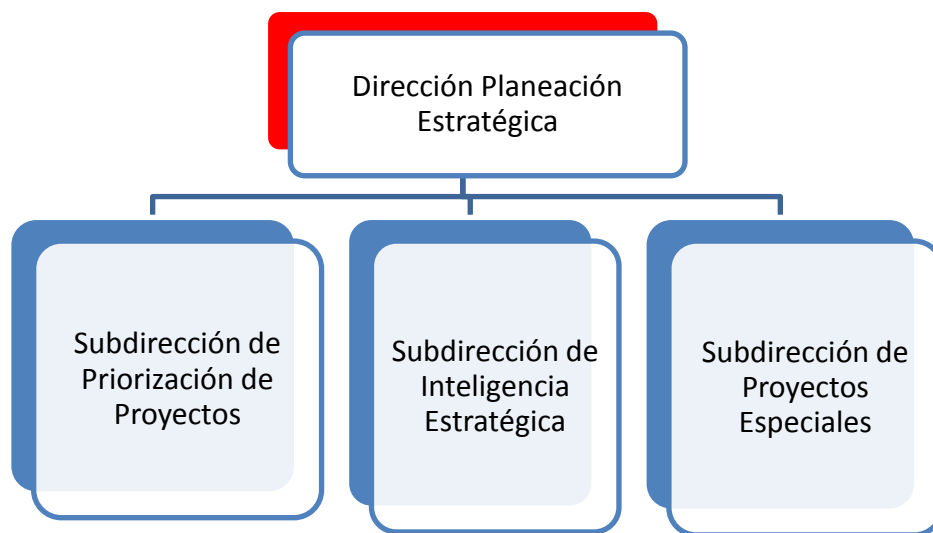 Dirección Planeación
Estratégica
Subdirección de
Priorización de
Proyectos
Subdirección de
Inteligencia
Estratégica
Subdirección de
Proyectos
Especiales